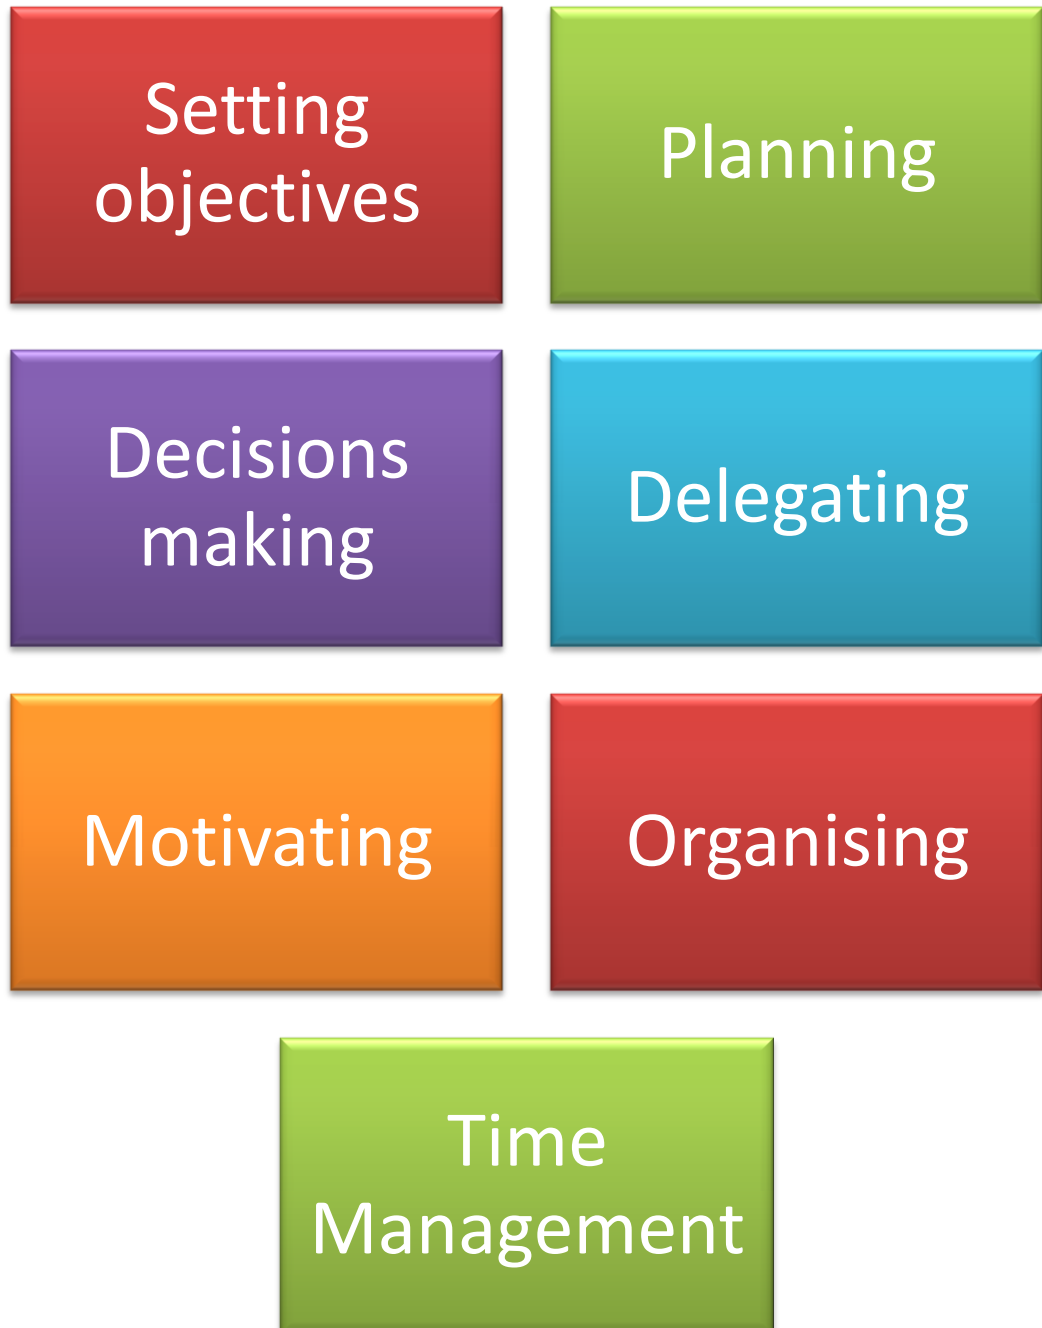 Setting
objectives
Planning
Decisions
making
Delegating
Motivating
Organising
Time
Management